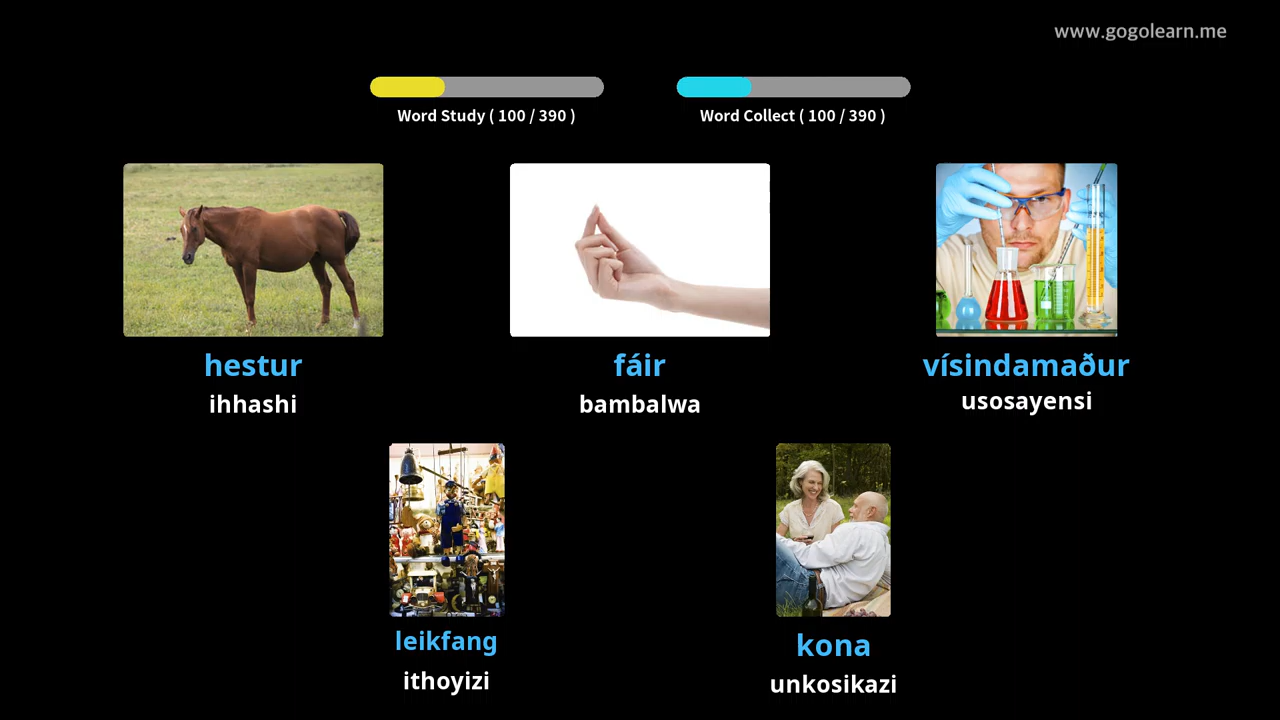 www.gogolearn.me
Word Study ( 100 / 390 )
Word Collect ( 100 / 390 )
hestur
ihhashi
fáir
bambalwa
vísindamaður
usosayensi
leikfang
ithoyizi
kona
unkosikazi